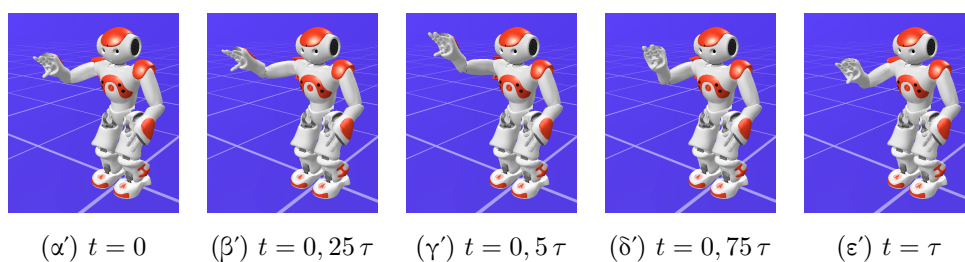 (α΄) t = 0 (β΄) t = 0, 25 τ (γ΄) t = 0, 5 τ (δ΄) t = 0, 75 τ (ε΄) t = τ